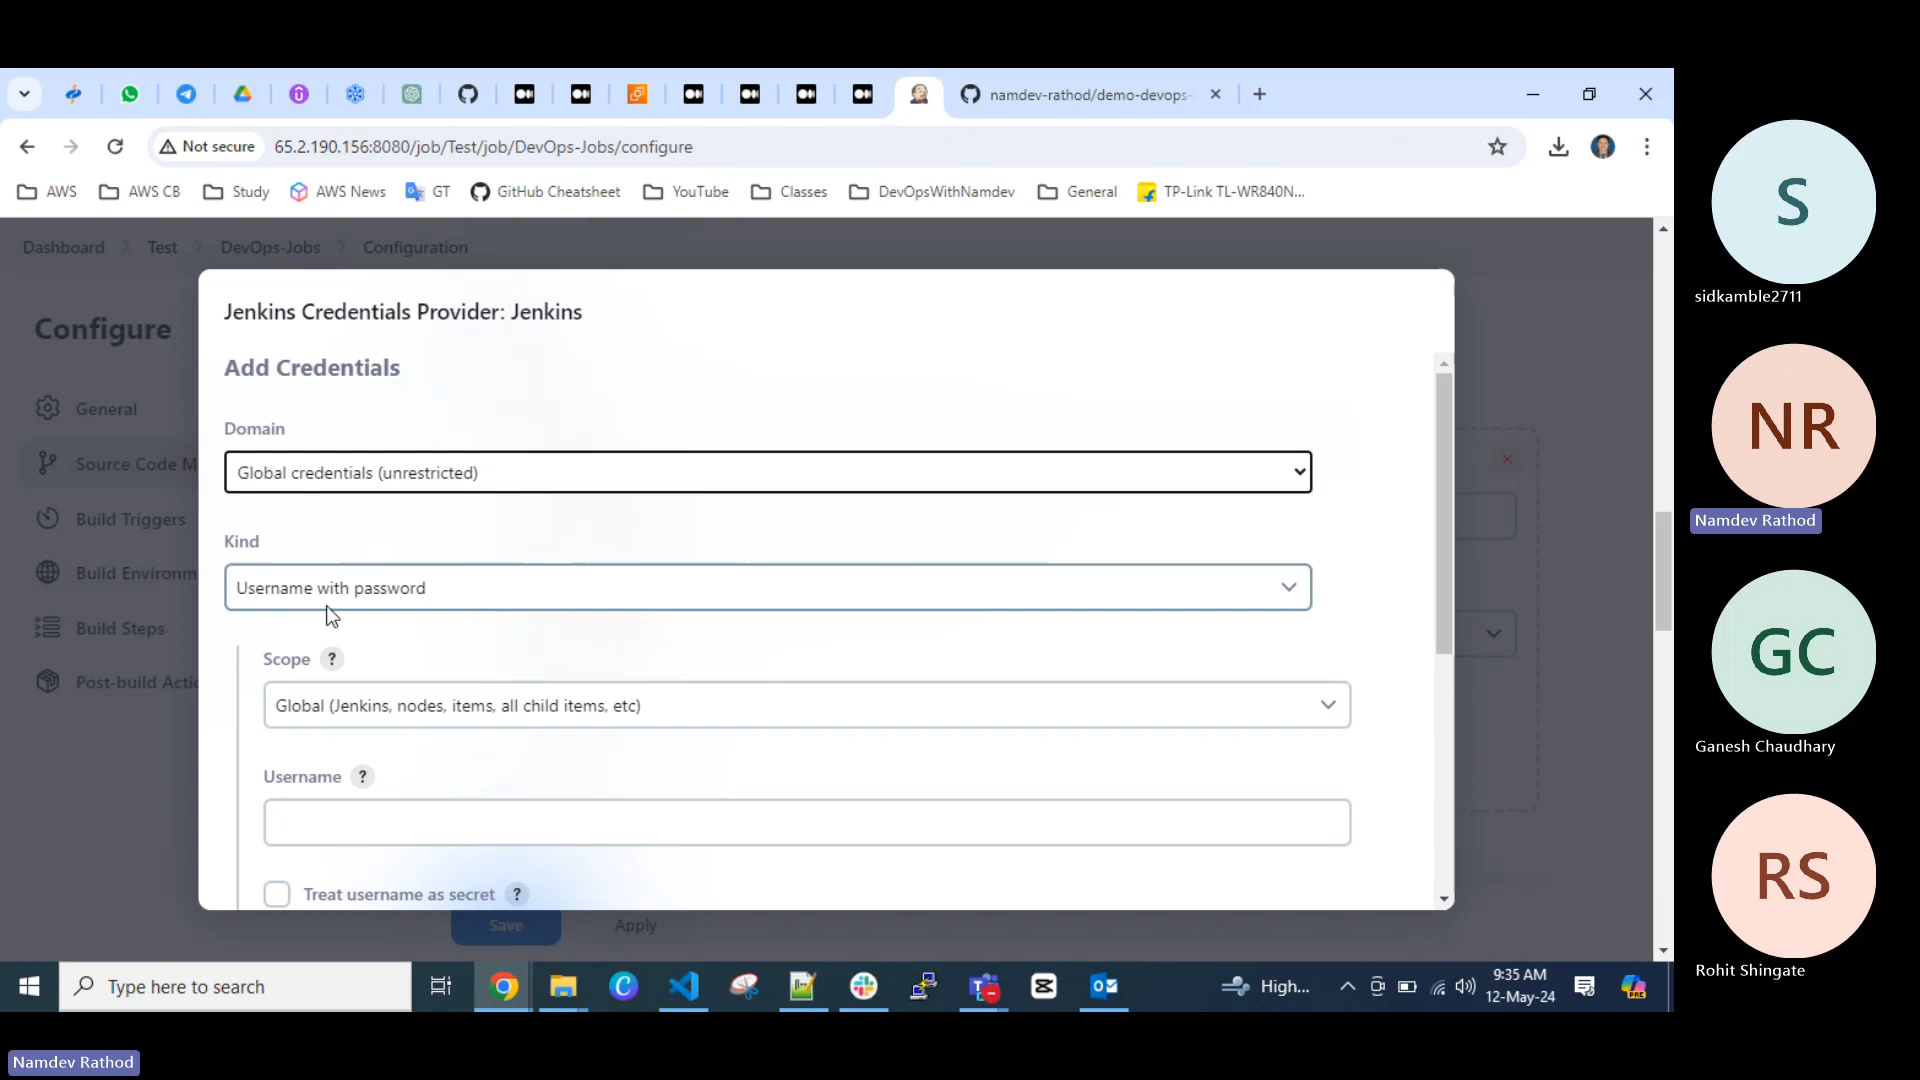 namdev-rathod/demo-devops-
Not secure
65.2.190.156:8080/job/Test/job/DevOps-Jobs/configure
AWS
AWS CB
Study
AWS News
GT
GitHub Cheatsheet
YouTube
Classes
DevOpsWithNamdev
General
TP-Link TL-WR840N...
Dashboard
Test
DevOps-Jobs
Configuration
Configure
General
Source Code M
Build Triggers
Build Environm
Build Steps
Post-build Actio
Jenkins Credentials Provider: Jenkins
Add Credentials
Domain
Global credentials (unrestricted)
Kind
Username with password
Scope ?
Global (Jenkins, nodes, items, all child items, etc)
Username ?
Treat username as secret ?
Save
Apply
Type here to search
High...
9:35 AM
12-May-24
S
sidkamble2711
NR
Namdev Rathod
GC
Ganesh Chaudhary
RS
Rohit Shingate
Namdev Rathod